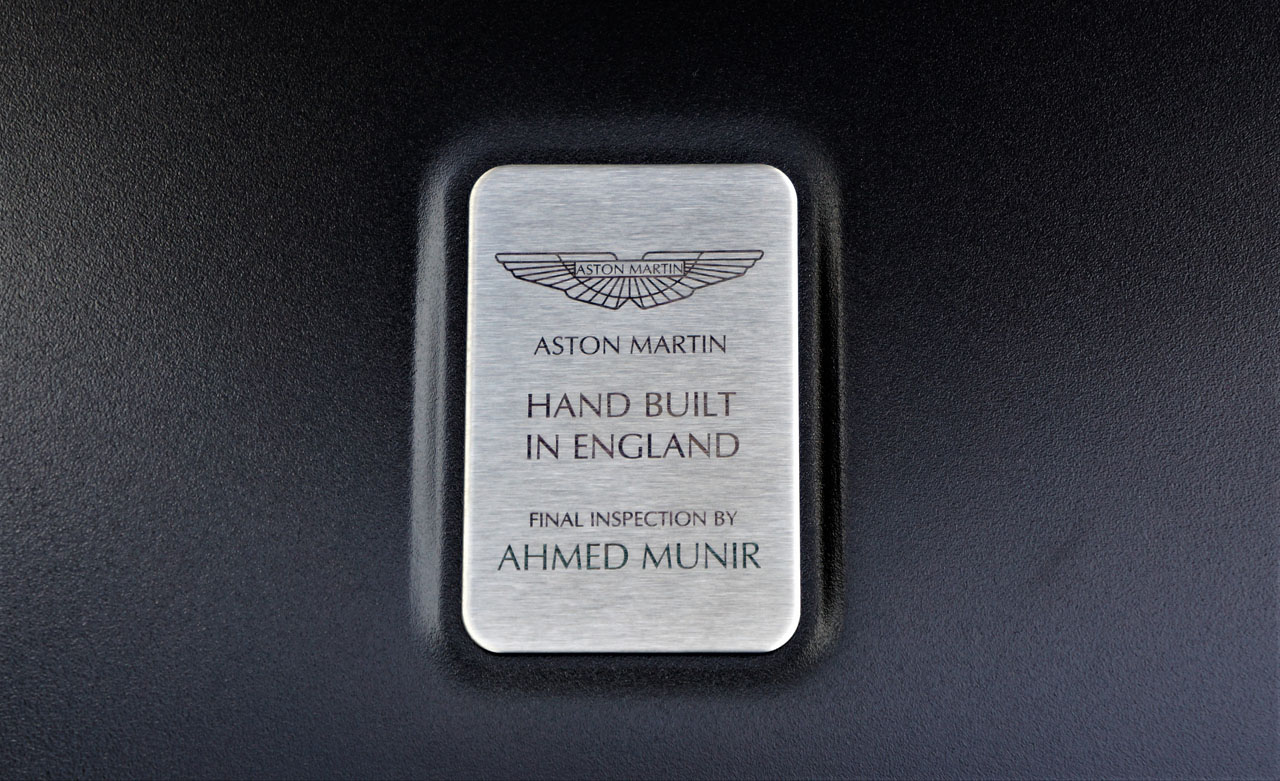 ASTON MARTIN
ASTON MARTIN
HAND BUILT
IN ENGLAND
FINAL INSPECTION BY
AHMED MUNIR